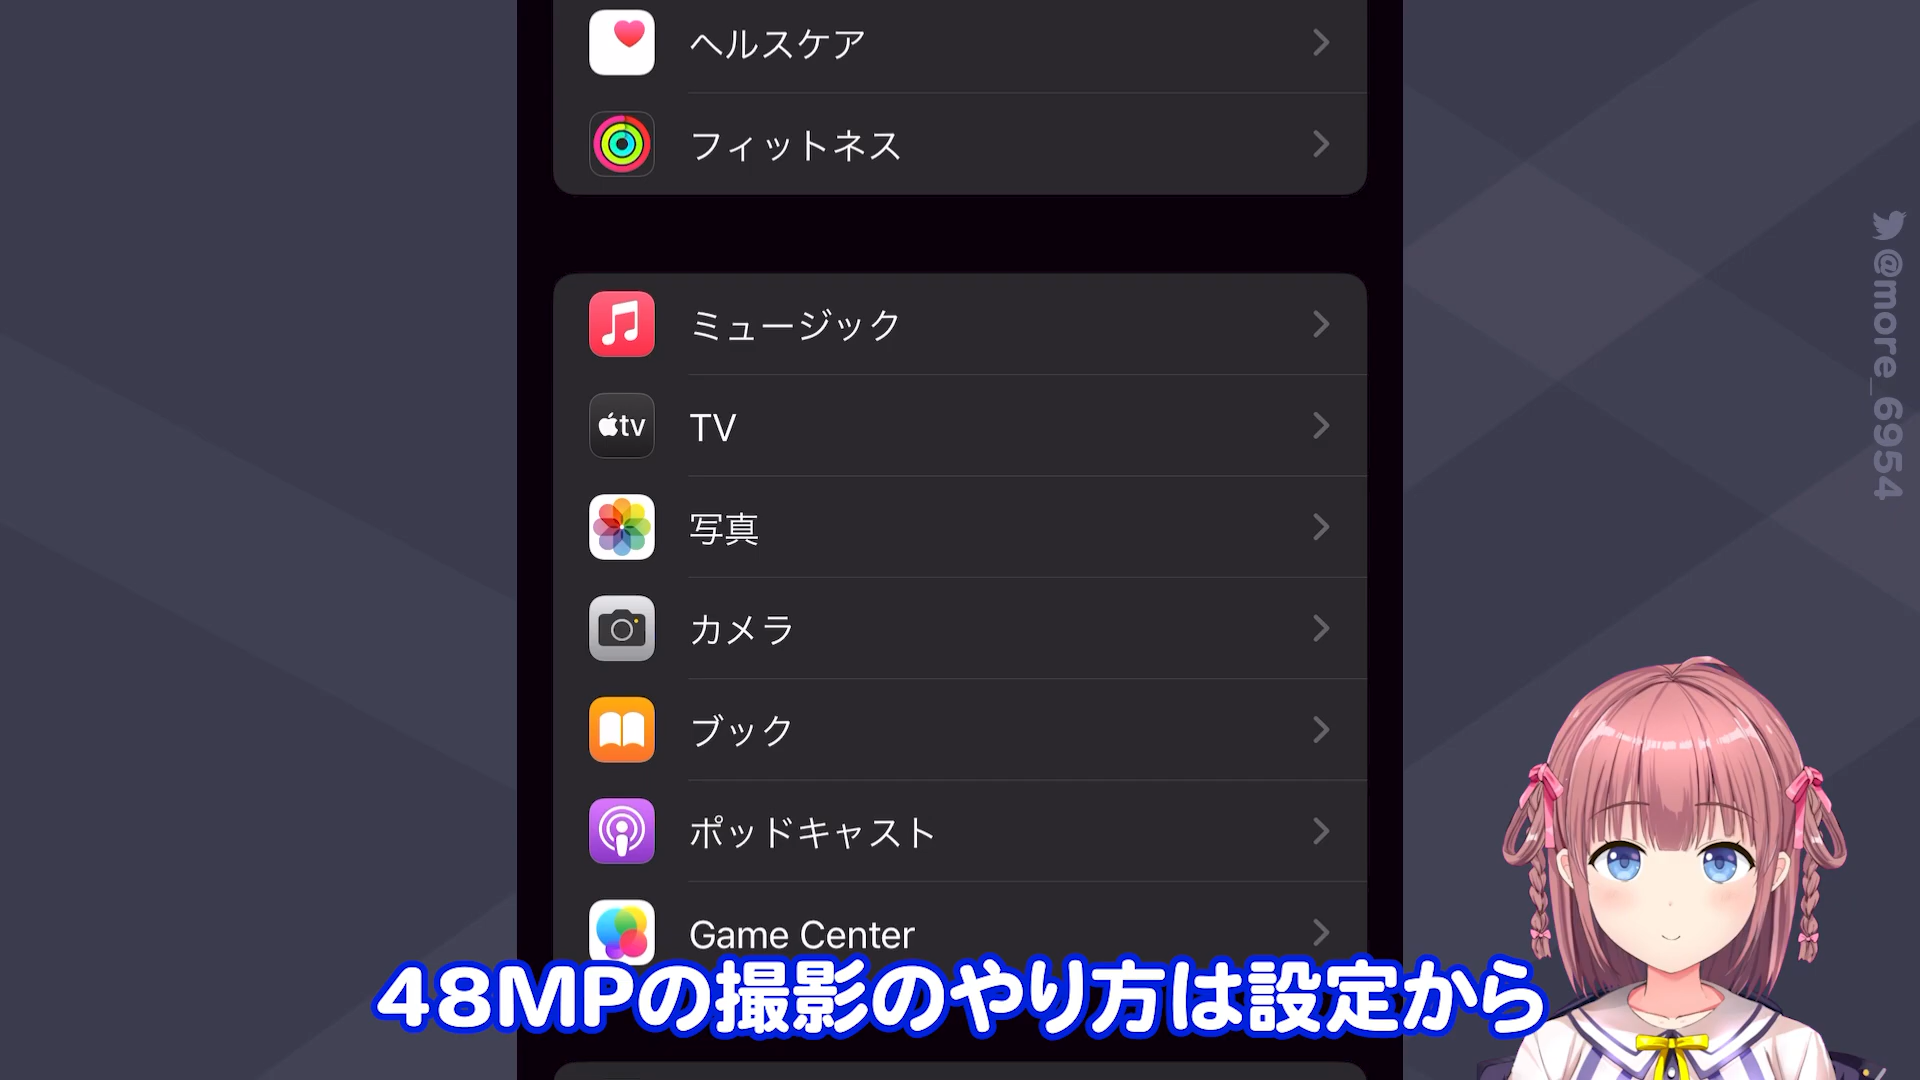 ヘルスケア
フィットネス
ミュージック
tv TV
写真
カメラ
ブック
ポッドキャスト
Game Center
48MPの撮影のやり方は設定から
@more_6954